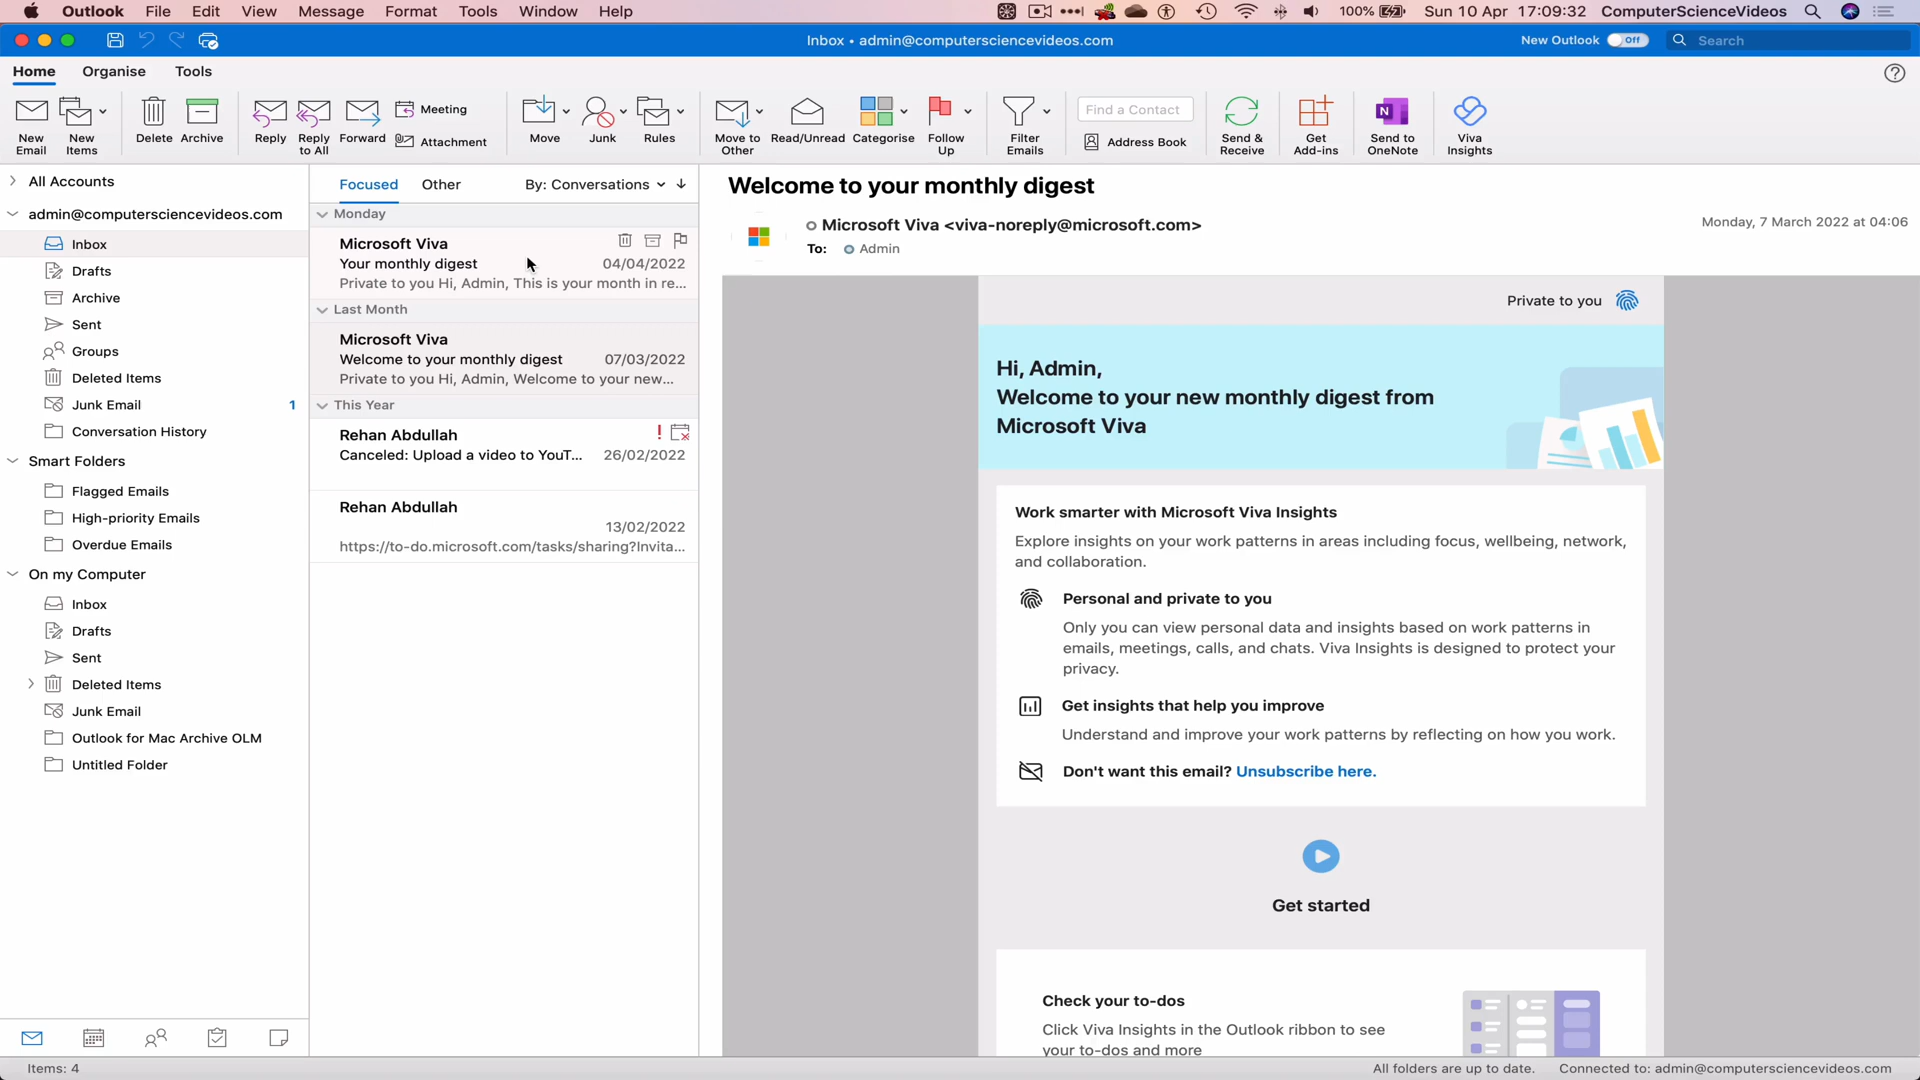 Outlook File Edit View Message Format Tools Window Help
100% Sun 10 Apr 17:09:32 ComputerScienceVideos
Inbox • admin@computersciencevideos.com
New Outlook Off Search
Home Organise Tools
New Email
New Items
Delete
Archive
Reply
Reply to All
Forward
Meeting
Attachment
Move
Junk
Rules
Move to Other
Read/Unread
Categorise
Follow Up
Filter Emails
Find a Contact
Address Book
Send & Receive
Get Add-ins
Send to OneNote
Viva Insights
All Accounts
admin@computersciencevideos.com
Inbox
Drafts
Archive
Sent
Groups
Deleted Items
Junk Email 1
Conversation History
Smart Folders
Flagged Emails
High-priority Emails
Overdue Emails
On my Computer
Inbox
Drafts
Sent
Deleted Items
Junk Email
Outlook for Mac Archive OLM
Untitled Folder
Focused Other By: Conversations
Monday
Microsoft Viva
Your monthly digest 04/04/2022
Private to you Hi, Admin, This is your month in re...
Last Month
Microsoft Viva
Welcome to your monthly digest 07/03/2022
Private to you Hi, Admin, Welcome to your new...
This Year
Rehan Abdullah !
Canceled: Upload a video to YouT... 26/02/2022
Rehan Abdullah
13/02/2022
https://to-do.microsoft.com/tasks/sharing?Invita...
Welcome to your monthly digest
Microsoft Viva <viva-noreply@microsoft.com>
Monday, 7 March 2022 at 04:06
To: Admin
Private to you
Hi, Admin,
Welcome to your new monthly digest from
Microsoft Viva
Work smarter with Microsoft Viva Insights
Explore insights on your work patterns in areas including focus, wellbeing, network,
and collaboration.
Personal and private to you
Only you can view personal data and insights based on work patterns in
emails, meetings, calls, and chats. Viva Insights is designed to protect your
privacy.
Get insights that help you improve
Understand and improve your work patterns by reflecting on how you work.
Don't want this email? Unsubscribe here.
Get started
Check your to-dos
Click Viva Insights in the Outlook ribbon to see
your to-dos and more
Items: 4
All folders are up to date. Connected to: admin@computersciencevideos.com